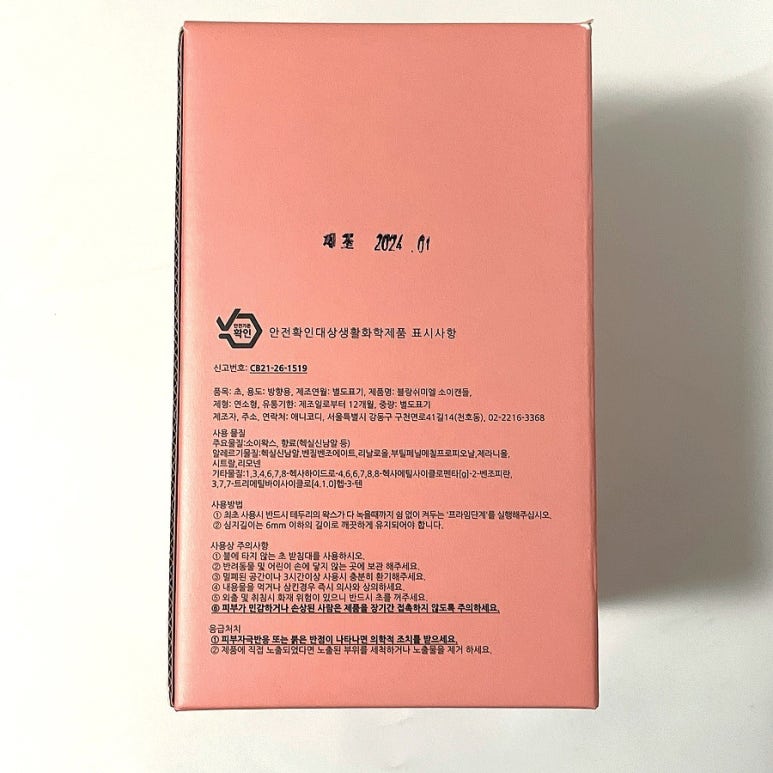 제조 2024.01
안전기준
확인
안전확인대상생활화학제품 표시사항
신고번호: CB21-26-1519
품목: 초, 용도: 방향용, 제조연월: 별도표기, 제품명: 블랑쉬미엘 소이캔들,
제형: 연소형, 유통기한: 제조일로부터 12개월, 중량: 별도표기
제조자, 주소, 연락처: 애니코디, 서울특별시 강동구 구천면로41길14(천호동), 02-2216-3368
사용 물질
주요물질:소이왁스, 향료(헥실신남알 등)
알레르기물질:헥실신남알,벤질벤조에이트,리날로올,부틸페닐메칠프로피오날,제라니올,
시트랄,리모넨
기타물질:1,3,4,6,7,8-헥사하이드로-4,6,6,7,8,8-헥사메틸사이클로펜타[g]-2-벤조피란,
3,7,7-트리메틸바이사이클로[4.1.0]헵-3-텐
사용방법
① 최초 사용시 반드시 테두리의 왁스가 다 녹을때까지 쉼 없이 켜두는 '프라임단계'를 실행해주십시오.
② 심지길이는 6mm 이하의 길이로 깨끗하게 유지되어야 합니다.
사용상 주의사항
① 불에 타지 않는 초 받침대를 사용하시오.
② 반려동물 및 어린이 손에 닿지 않는 곳에 보관 해주세요.
③ 밀폐된 공간이나 3시간이상 사용시 충분히 환기해주세요.
④ 내용물을 먹거나 삼킨경우 즉시 의사와 상의하세요.
⑤ 외출 및 취침시 화재 위험이 있으니 반드시 초를 꺼주세요.
⑥ 피부가 민감하거나 손상된 사람은 제품을 장기간 접촉하지 않도록 주의하세요.
응급처치
① 피부자극반응 또는 붉은 반점이 나타나면 의학적 조치를 받으세요.
② 제품에 직접 노출되었다면 노출된 부위를 세척하거나 노출물을 제거 하세요.